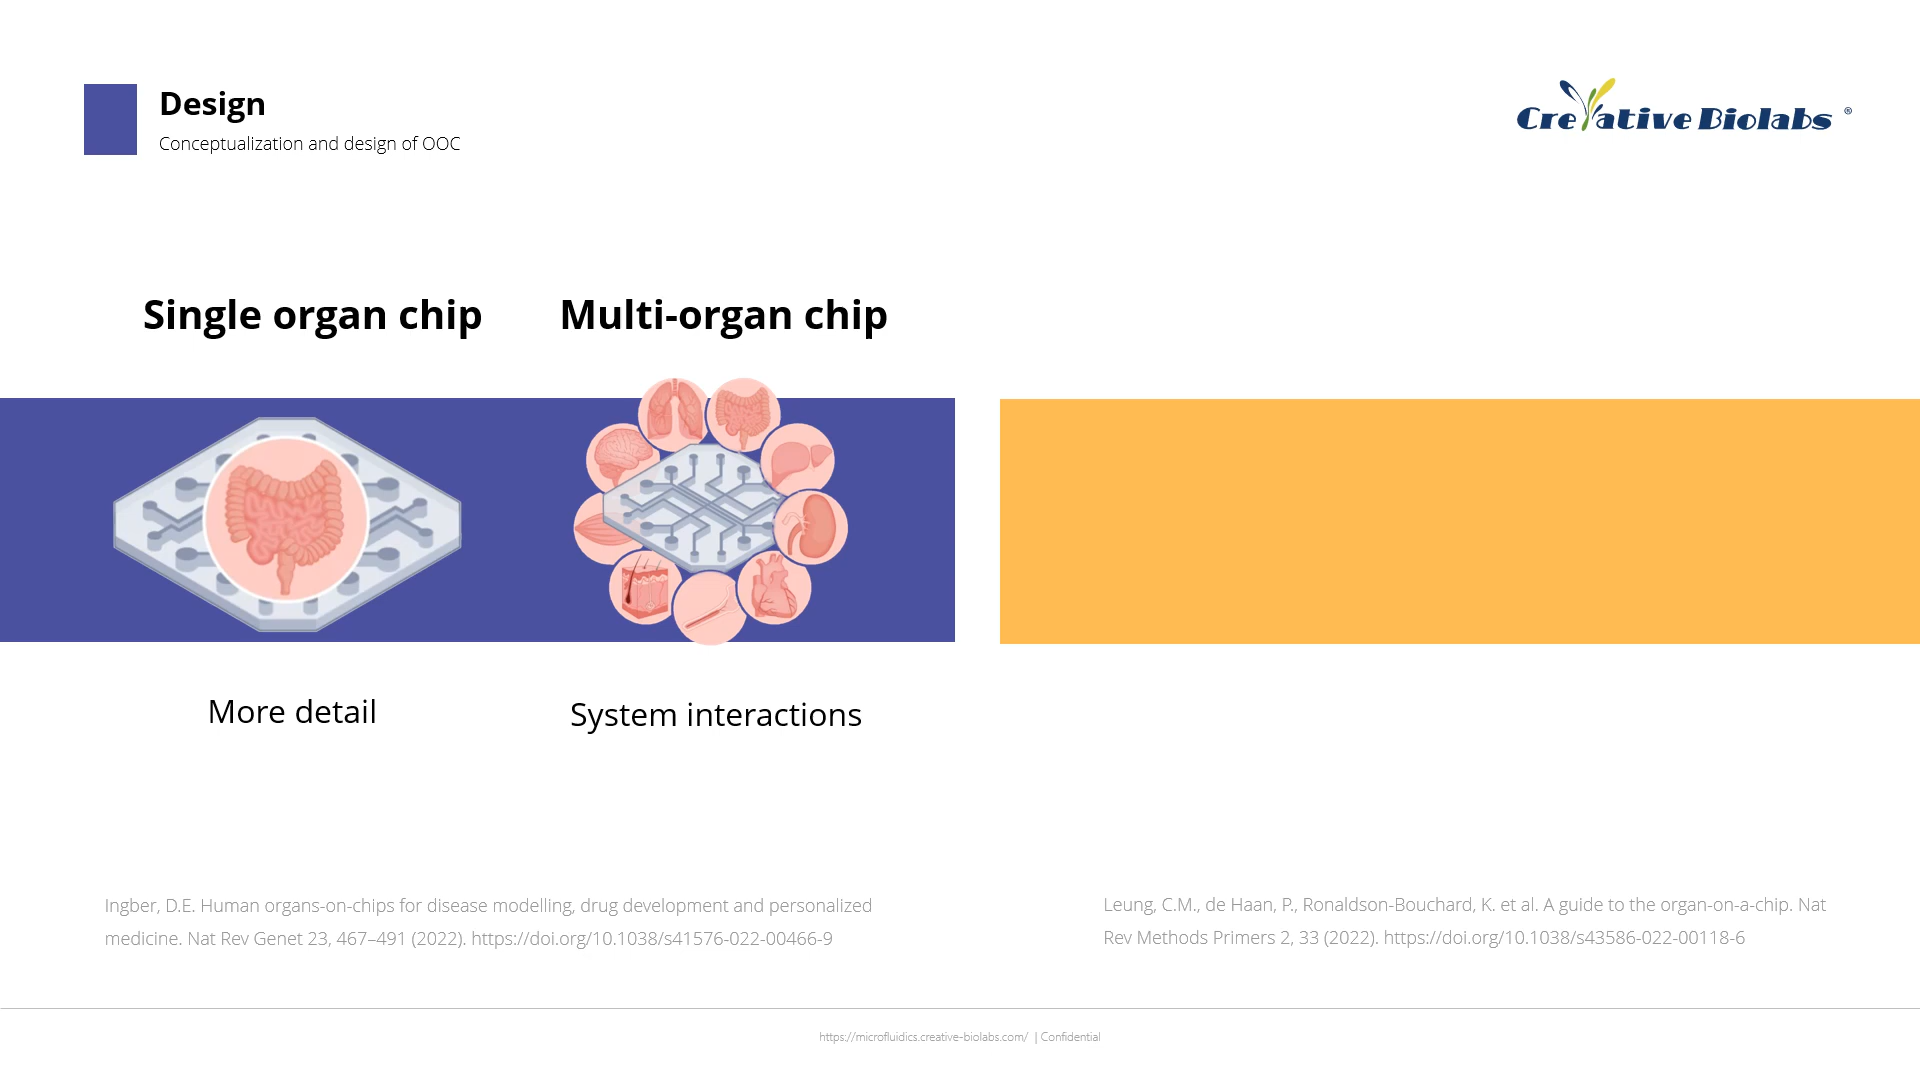 Design
Conceptualization and design of OOC
Creative Biolabs ®
Single organ chip
Multi-organ chip
More detail
System interactions
Ingber, D.E. Human organs-on-chips for disease modelling, drug development and personalized
medicine. Nat Rev Genet 23, 467–491 (2022). https://doi.org/10.1038/s41576-022-00466-9
Leung, C.M., de Haan, P., Ronaldson-Bouchard, K. et al. A guide to the organ-on-a-chip. Nat
Rev Methods Primers 2, 33 (2022). https://doi.org/10.1038/s43586-022-00118-6
https://microfluidics.creative-biolabs.com/ | Confidential